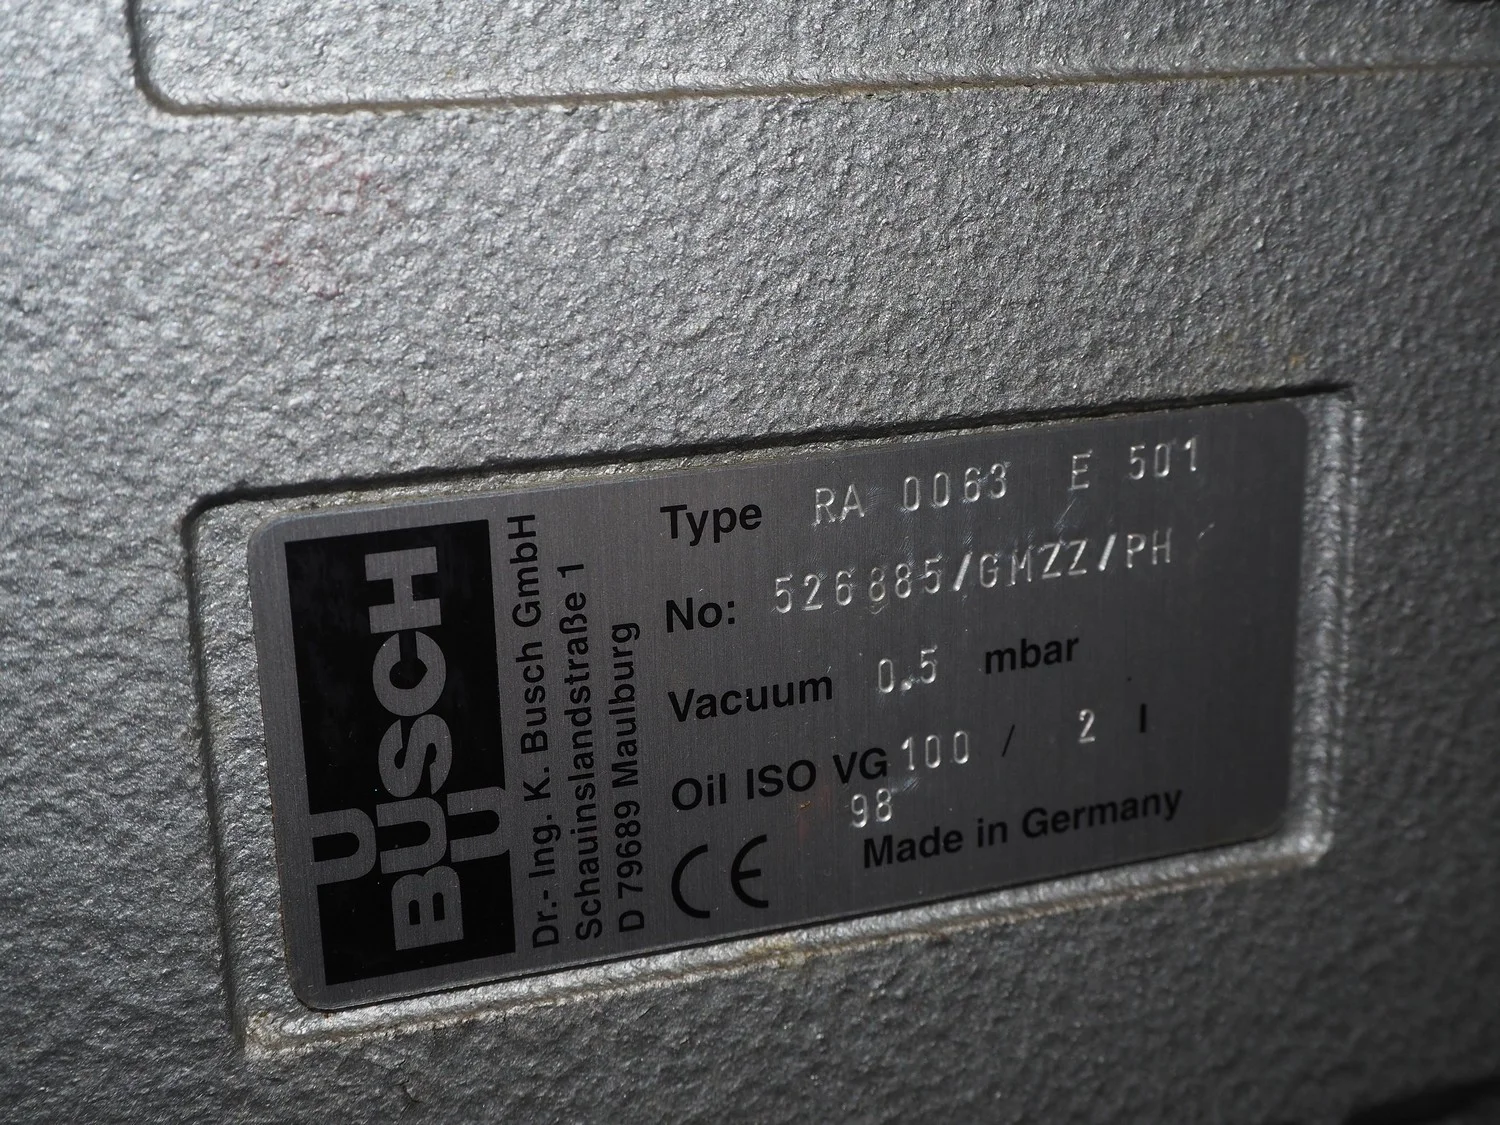 BUSCH
Dr.- Ing. K. Busch GmbH
Schauinslandstraße 1
D 79689 Maulburg
Type RA 0063 E 501
No: 526885/GMZZ/PH
Vacuum 0.5 mbar
Oil ISO VG 100 / 2 l
98
Made in Germany
CE